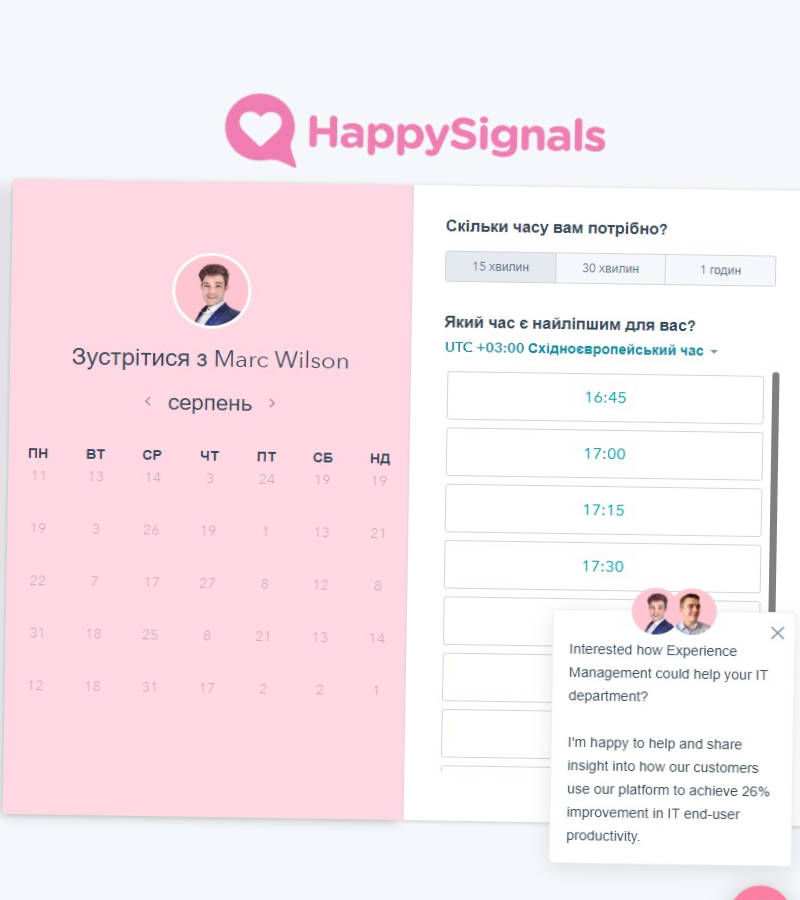 HappySignals
Зустрітися з Marc Wilson
серпень
ПН ВТ СР ЧТ ПТ СБ НД
11 13 14 3 24 19 19
19 3 26 19 1 13 21
22 7 17 27 8 12 8
31 18 25 8 21 13 14
12 18 31 17 2 2 1
Скільки часу вам потрібно?
15 хвилин 30 хвилин 1 годин
Який час є найліпшим для вас?
UTC +03:00 Східноєвропейський час
16:45
17:00
17:15
17:30
Interested how Experience
Management could help your IT
department?
I'm happy to help and share
insight into how our customers
use our platform to achieve 26%
improvement in IT end-user
productivity.